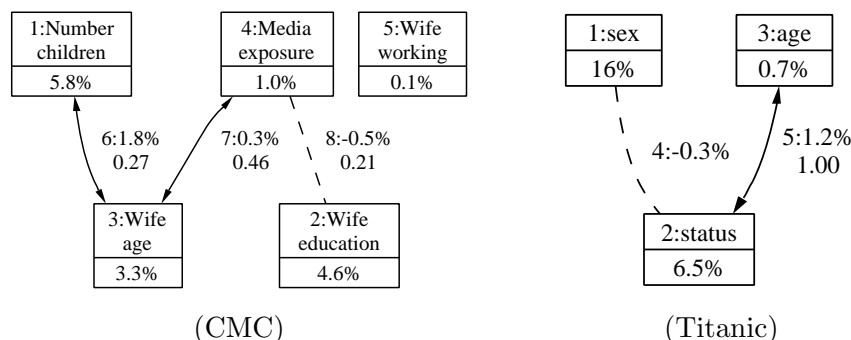 1:Number
children
5.8%
4:Media
exposure
1.0%
5:Wife
working
0.1%
6:1.8%
0.27
7:0.3%
0.46
8:-0.5%
0.21
3:Wife
age
3.3%
2:Wife
education
4.6%
(CMC)
1:sex
16%
3:age
0.7%
4:-0.3%
5:1.2%
1.00
2:status
6.5%
(Titanic)